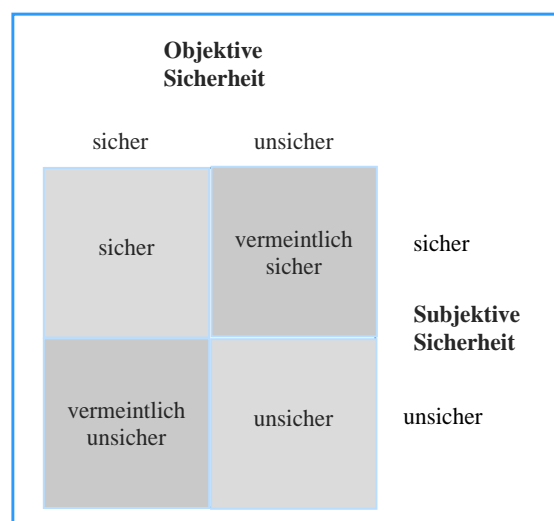 Objektive
Sicherheit
sicher unsicher
sicher
vermeintlich
sicher
sicher
Subjektive
Sicherheit
vermeintlich
unsicher
unsicher
unsicher